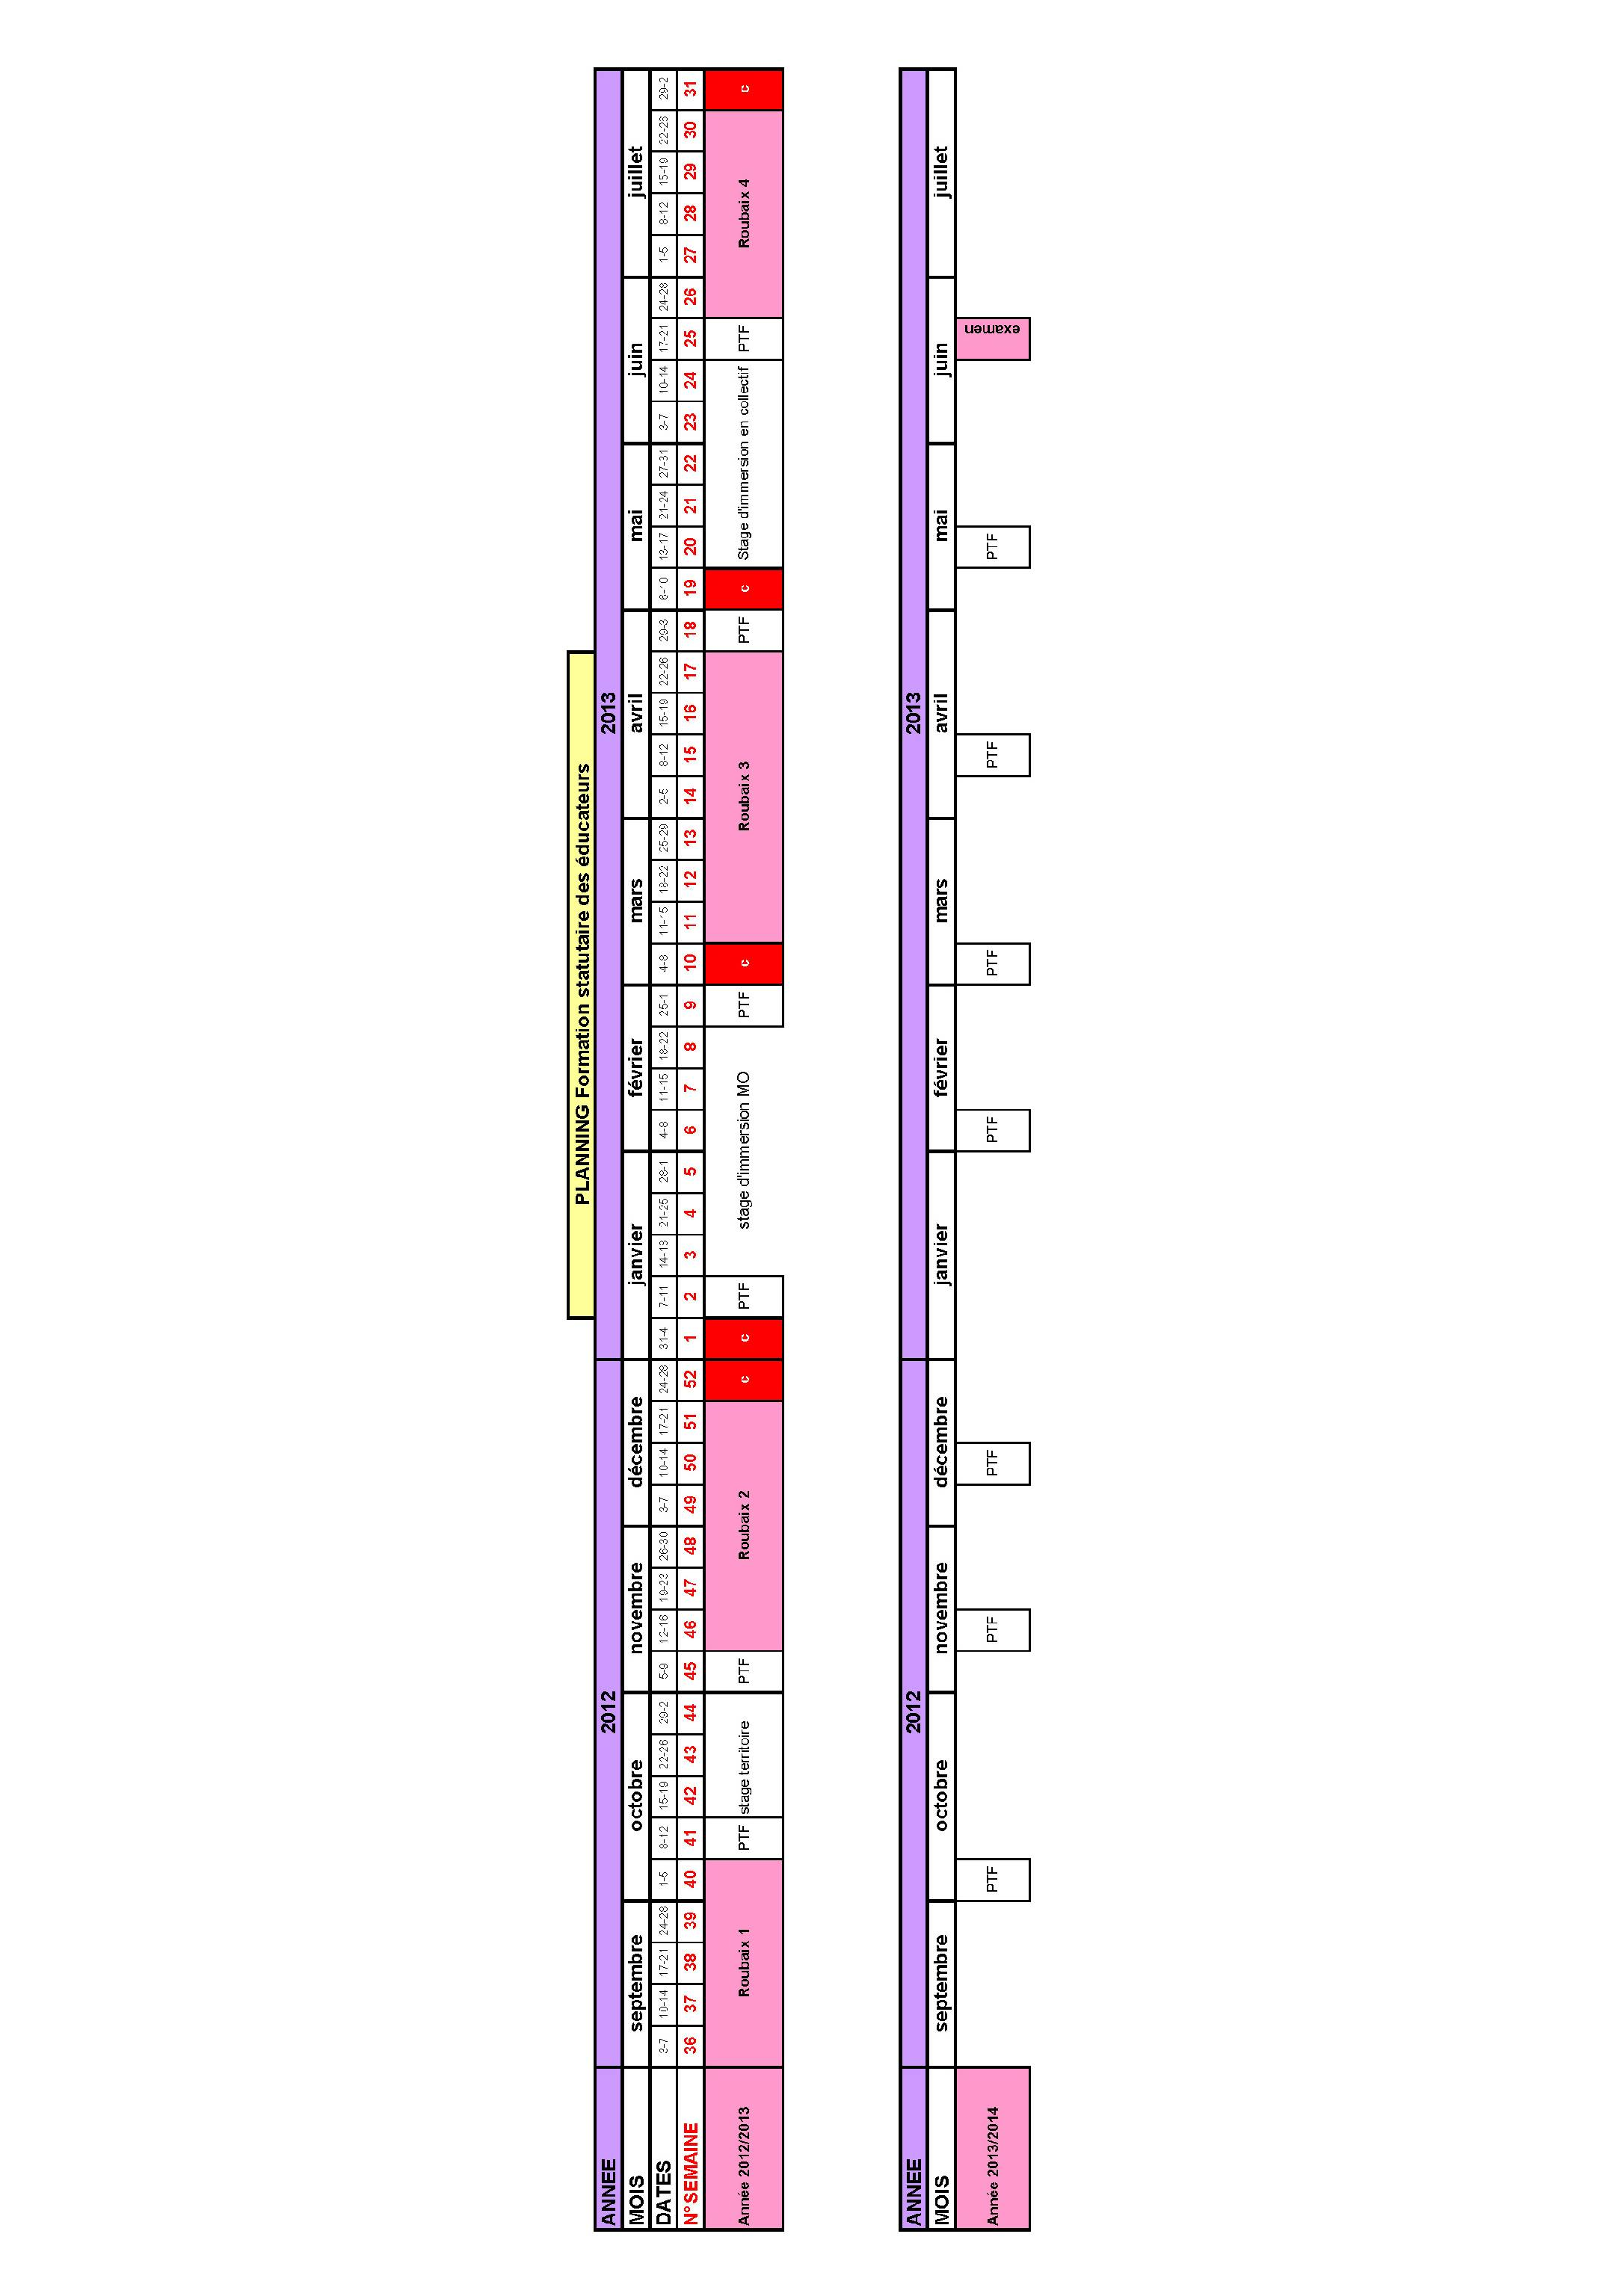 PLANNING Formation statutaire des éducateurs
ANNEE 2012 2013
MOIS septembre octobre novembre décembre janvier février mars avril mai juin juillet
DATES 3-7 10-14 17-21 24-28 1-5 8-12 15-19 22-26 29-2 5-9 12-16 19-23 26-30 3-7 10-14 17-21 24-28 31-4 7-11 14-18 21-25 28-1 4-8 11-15 18-22 25-1 4-8 11-15 18-22 25-29 2-5 8-12 15-19 22-26 29-3 6-10 13-17 21-24 27-31 3-7 10-14 17-21 24-28 1-5 8-12 15-19 22-26 29-2
N° SEMAINE 36 37 38 39 40 41 42 43 44 45 46 47 48 49 50 51 52 1 2 3 4 5 6 7 8 9 10 11 12 13 14 15 16 17 18 19 20 21 22 23 24 25 26 27 28 29 30 31
Année 2012/2013 Roubaix 1 PTF stage territoire PTF Roubaix 2 c c PTF stage d'immersion MO PTF c Roubaix 3 PTF c Stage d'immersion en collectif PTF Roubaix 4 c
ANNEE 2012 2013
MOIS septembre octobre novembre décembre janvier février mars avril mai juin juillet
Année 2013/2014 PTF PTF PTF PTF PTF PTF PTF examen